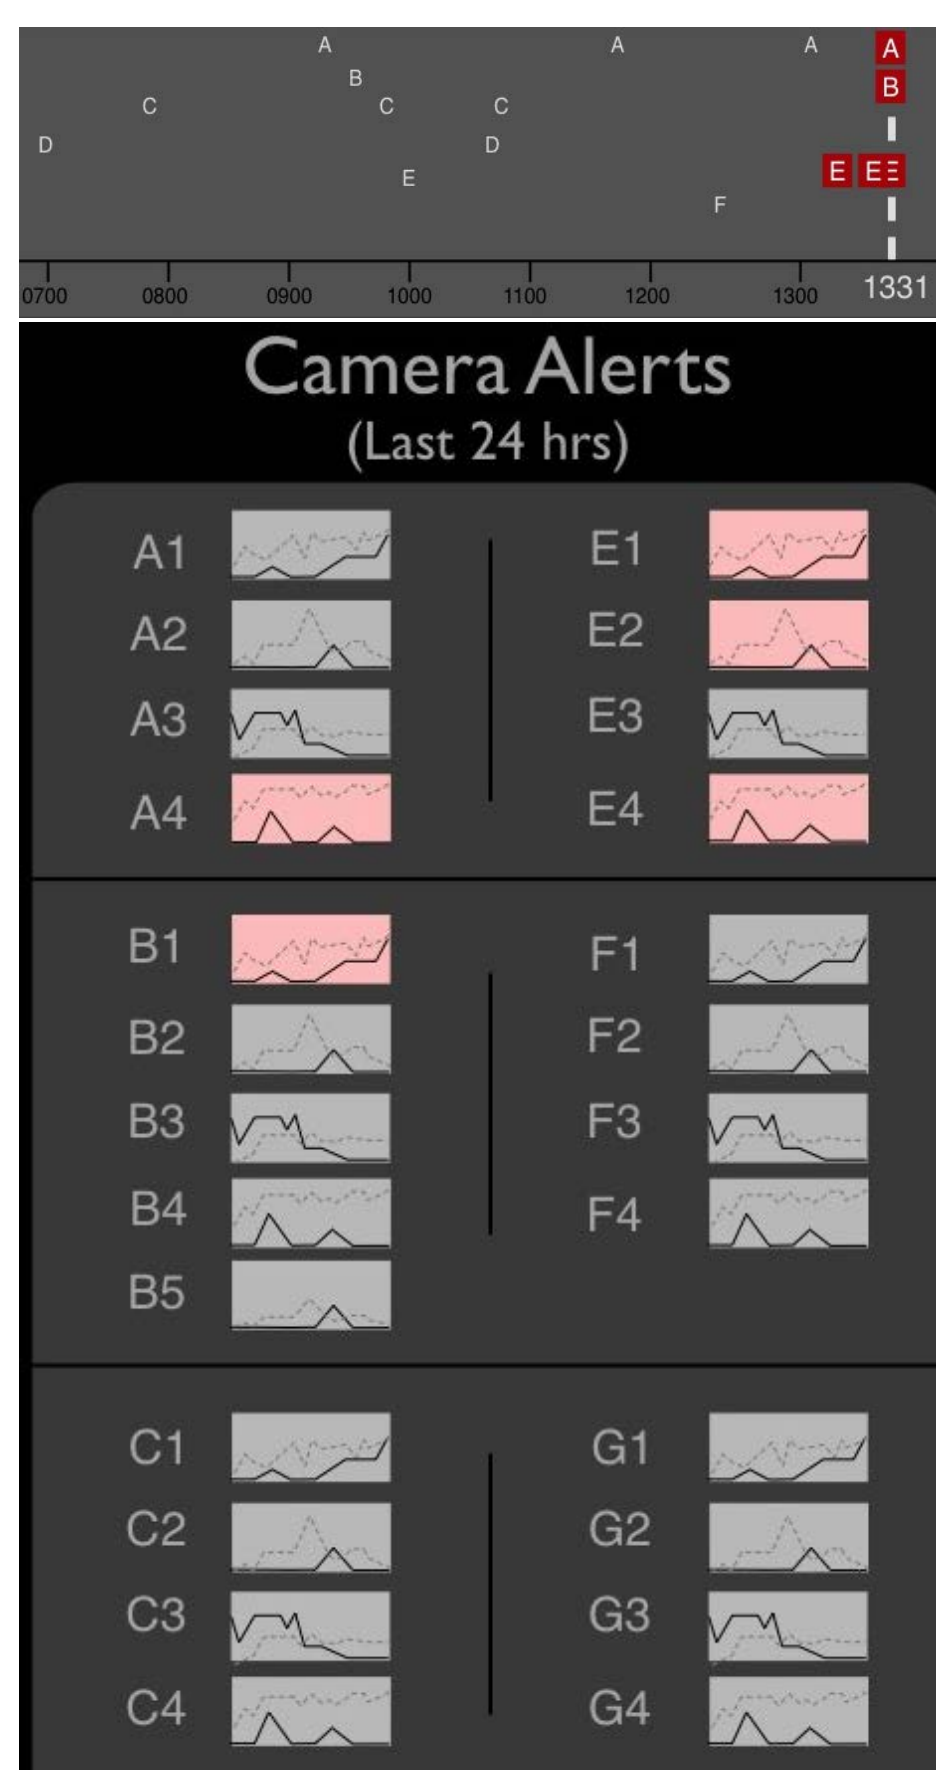 A A A A
B B
C C C
D D
E E E E
F
0700 0800 0900 1000 1100 1200 1300 1331
Camera Alerts
(Last 24 hrs)
A1 E1
A2 E2
A3 E3
A4 E4
B1 F1
B2 F2
B3 F3
B4 F4
B5
C1 G1
C2 G2
C3 G3
C4 G4